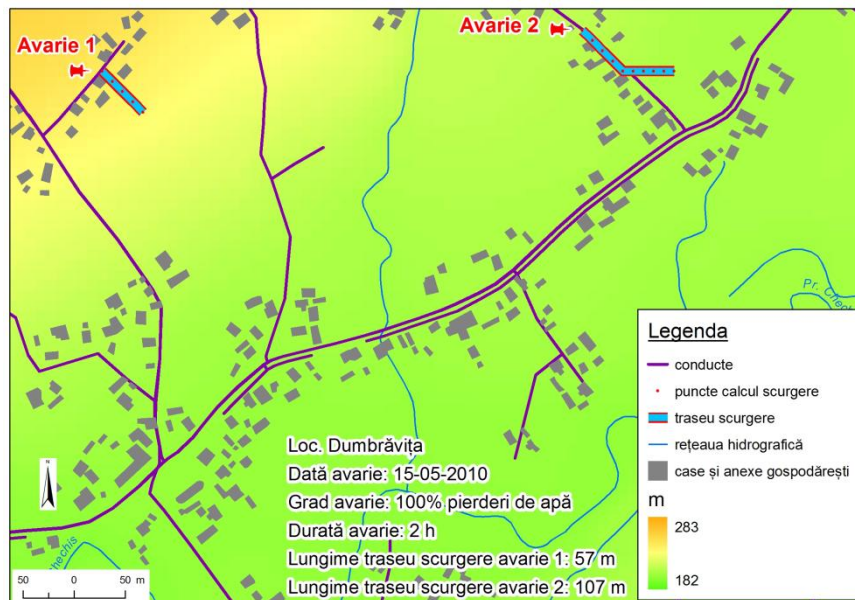 Avarie 1
Avarie 2
Pr. Chechiș
Legenda
conducte
puncte calcul scurgere
traseu scurgere
rețeaua hidrografică
case și anexe gospodărești
m
283
182
Loc. Dumbrăvița
Dată avarie: 15-05-2010
Grad avarie: 100% pierderi de apă
Durată avarie: 2 h
Lungime traseu scurgere avarie 1: 57 m
Lungime traseu scurgere avarie 2: 107 m
N
Chechis
50 0 50 m